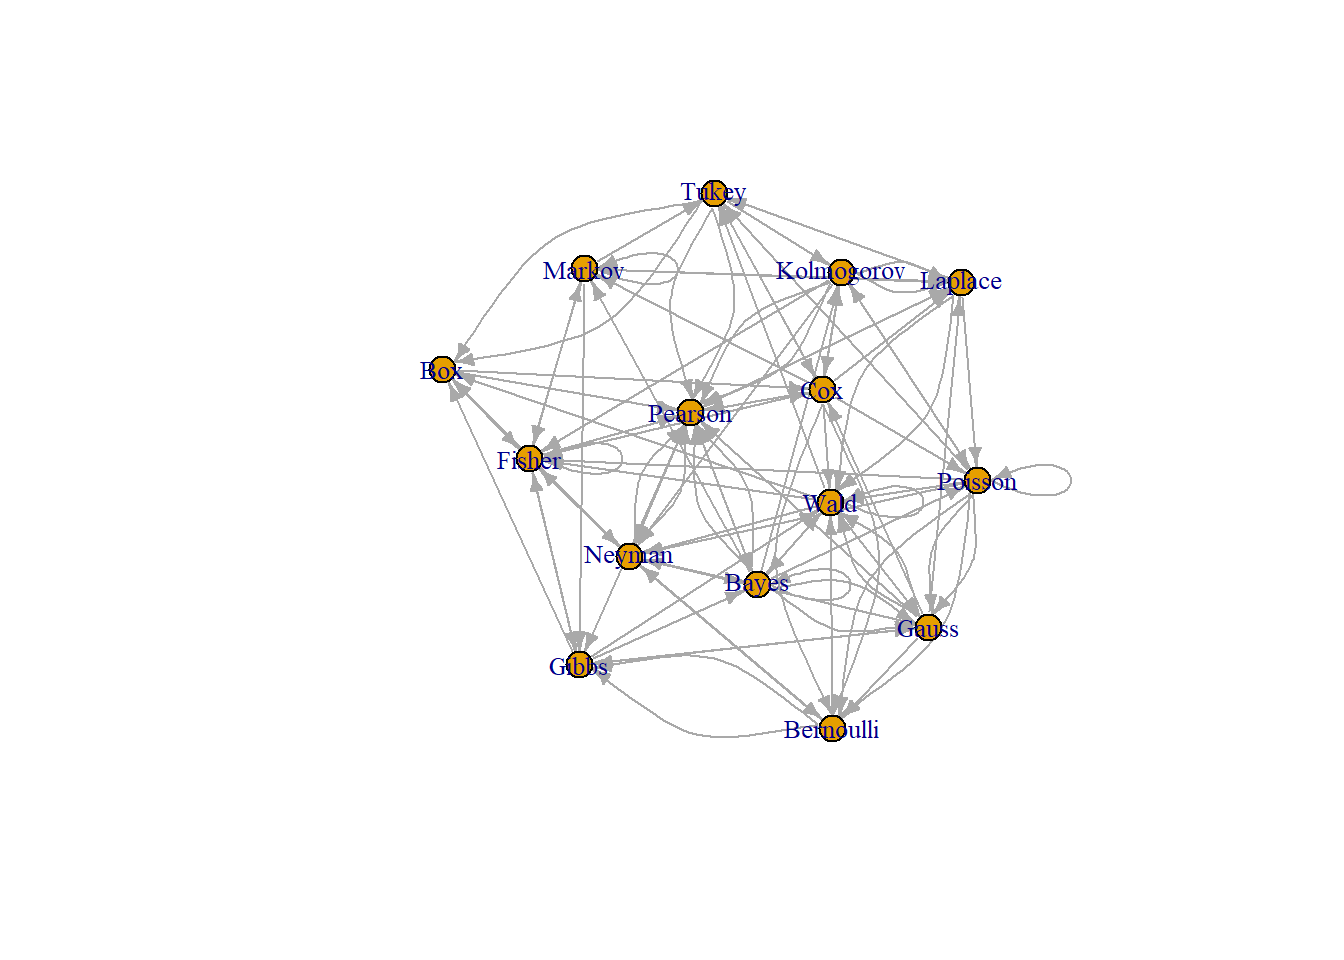 Tukey
Markov
Kolmogorov
Laplace
Box
Cox
Pearson
Fisher
Poisson
Wald
Neyman
Bayes
Gauss
Gibbs
Bernoulli